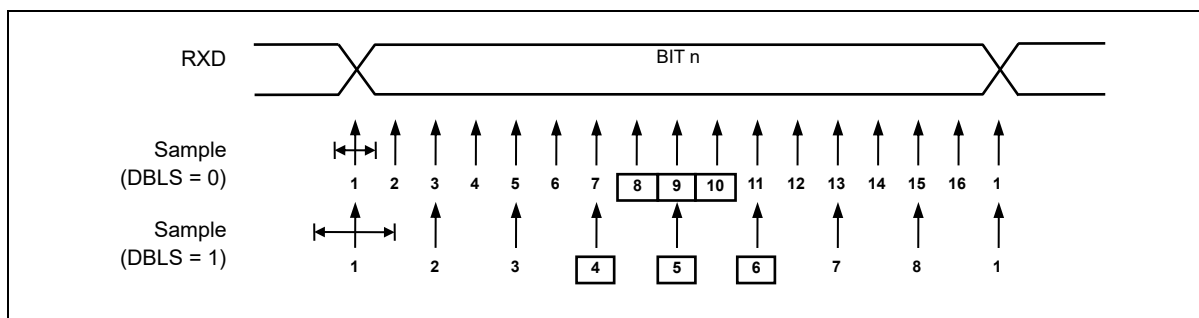 RXD
BIT n
Sample
(DBLS = 0)
1 2 3 4 5 6 7 8 9 10 11 12 13 14 15 16 1
Sample
(DBLS = 1)
1 2 3 4 5 6 7 8 1